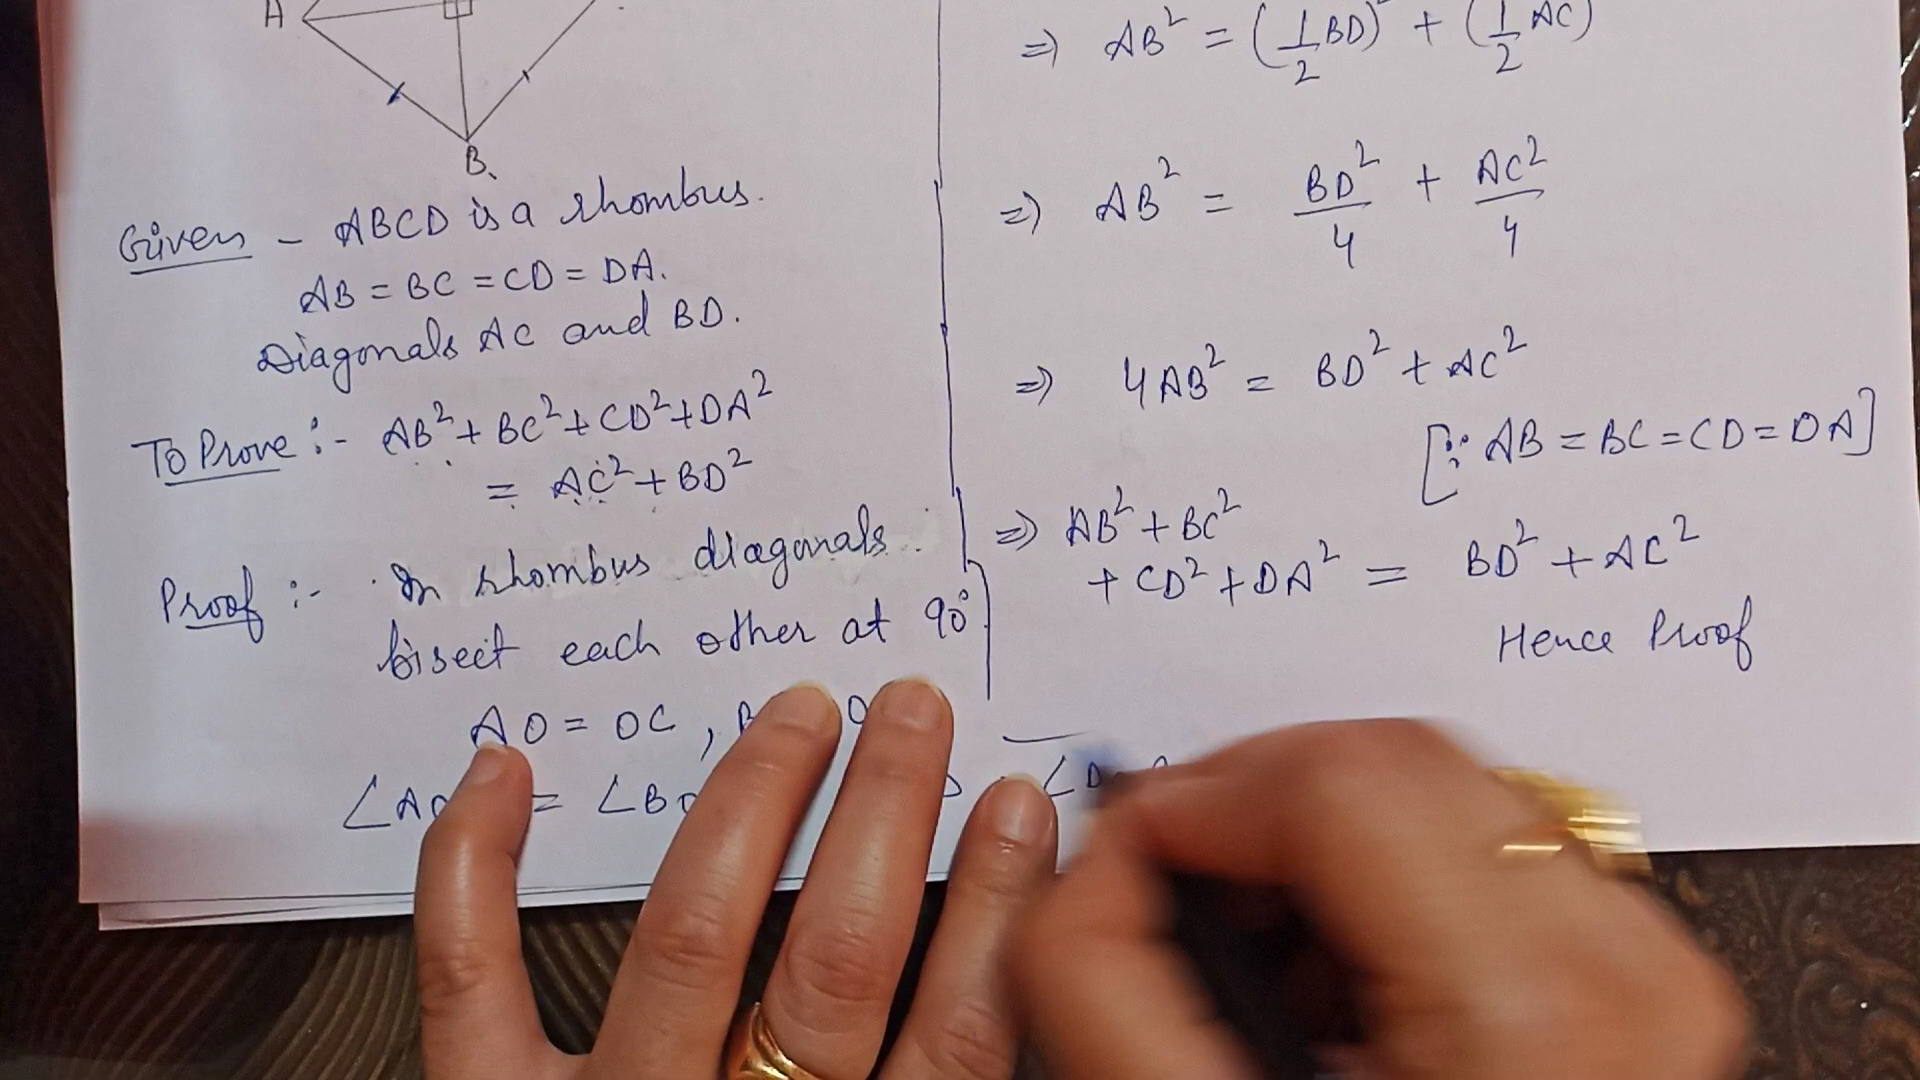 A
B
Given - ABCD is a rhombus.
AB = BC = CD = DA.
Diagonals AC and BD.
To Prove :- AB² + BC² + CD² + DA²
= AC² + BD²
Proof :- In rhombus diagonals
bisect each other at 90°
AO = OC ,
∠AO = ∠BO
⇒ AB² = (1/2 BD)² + (1/2 AC)
⇒ AB² = BD²/4 + AC²/4
⇒ 4AB² = BD² + AC²
[∵ AB = BC = CD = DA]
⇒ AB² + BC²
+ CD² + DA² = BD² + AC²
Hence Proof